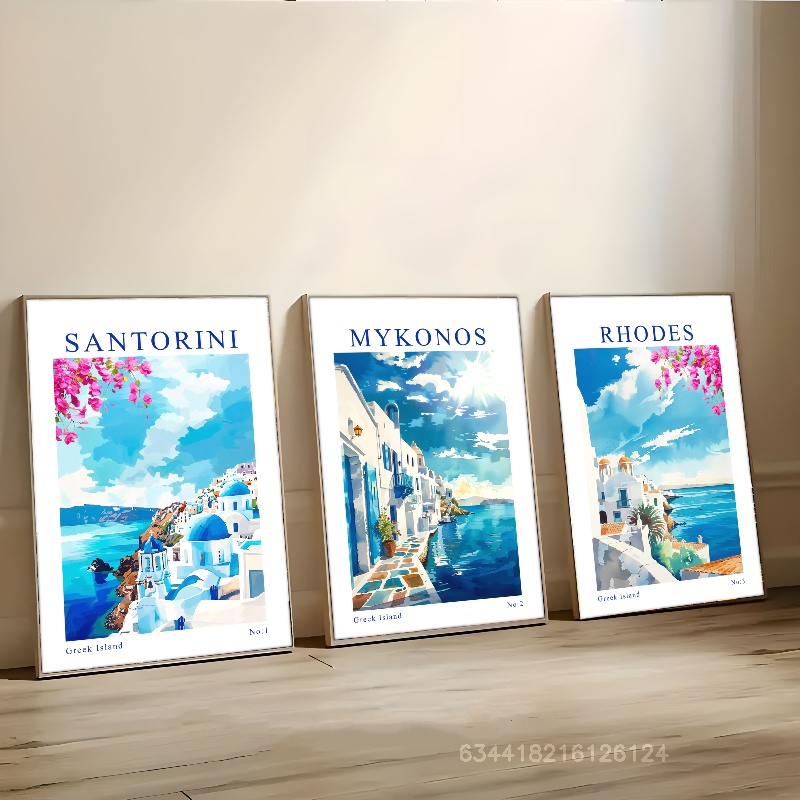 SANTORINI
Greek Island
No:1
MYKONOS
Greek Island
No:2
RHODES
Greek Island
No:3
634418216126124